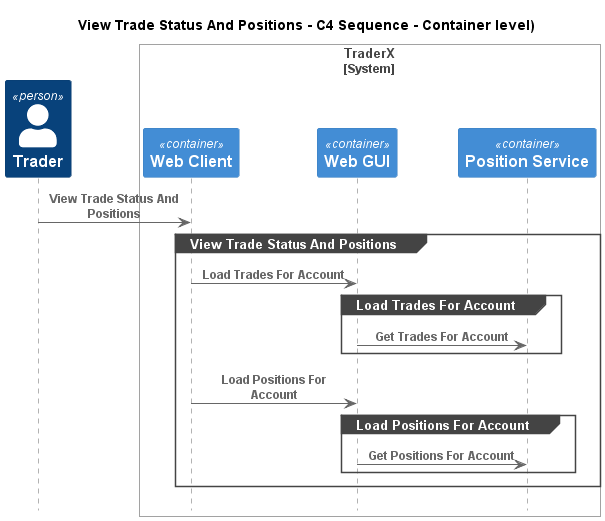 View Trade Status And Positions - C4 Sequence - Container level)
TraderX
[System]
«person»
Trader
«container»
Web Client
«container»
Web GUI
«container»
Position Service
View Trade Status And
Positions
View Trade Status And Positions
Load Trades For Account
Load Trades For Account
Get Trades For Account
Load Positions For
Account
Load Positions For Account
Get Positions For Account